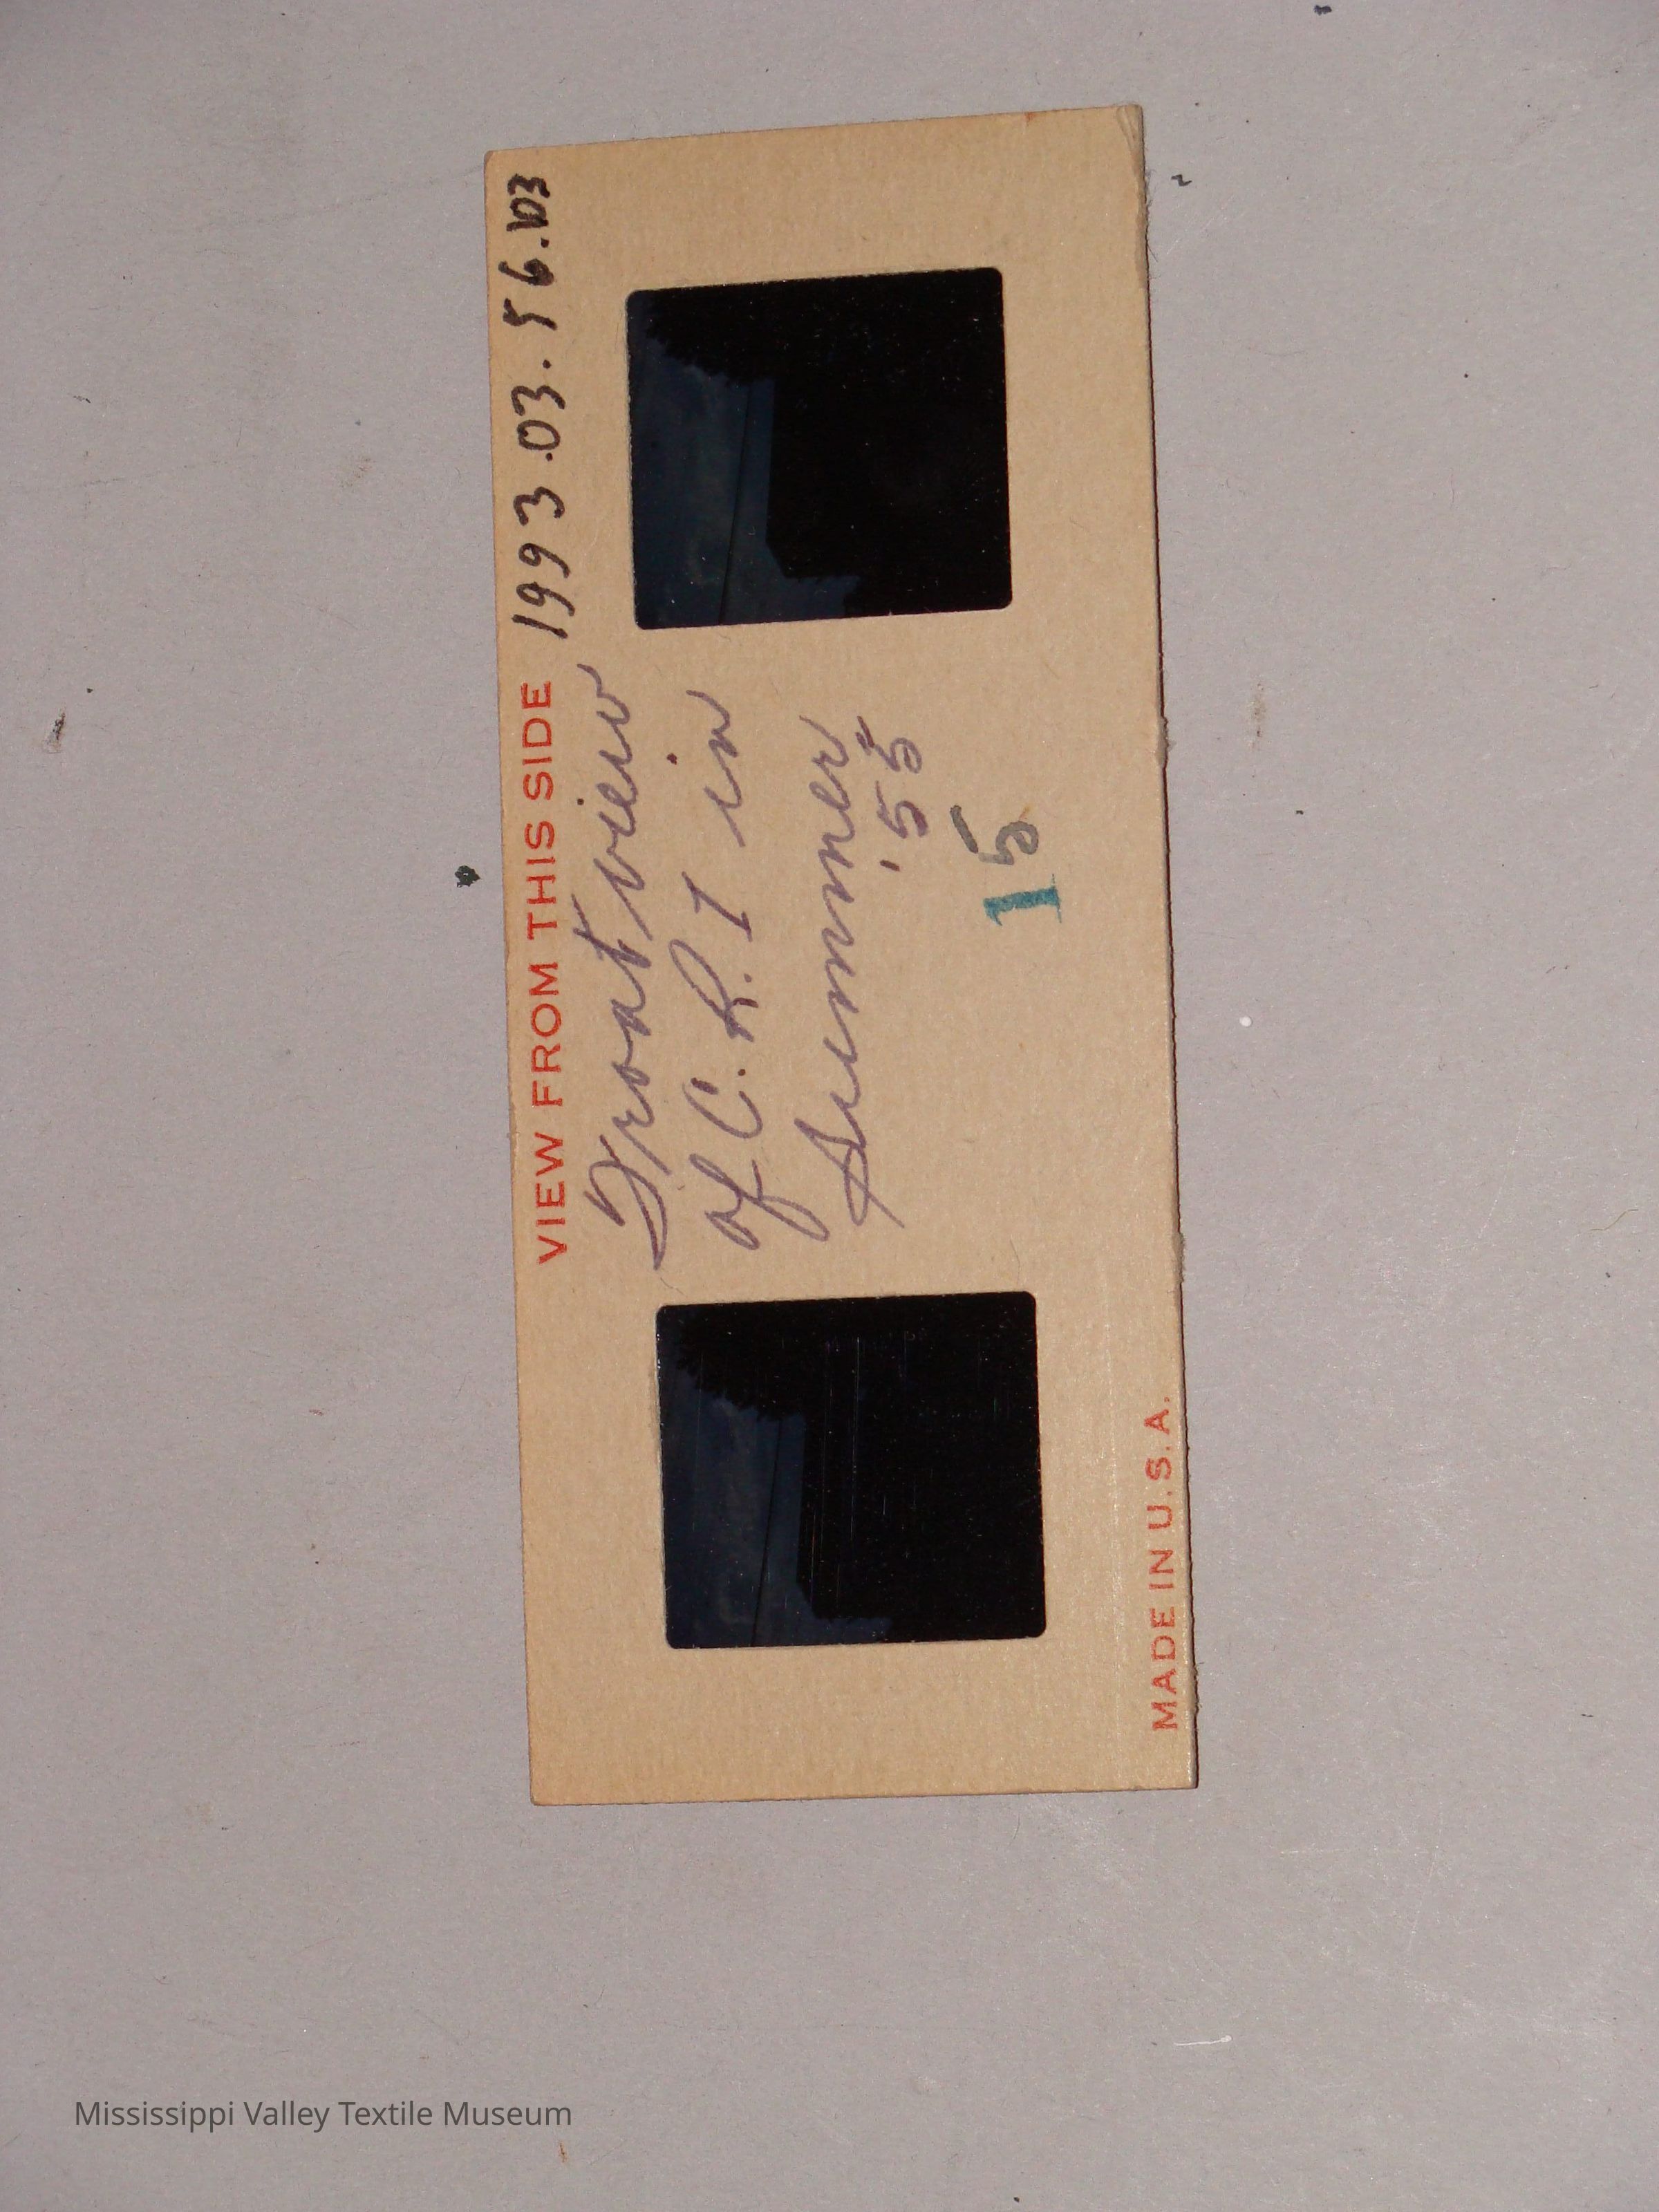 VIEW FROM THIS SIDE 1993.03.56.103
Front view
of C.R.I in
Summer
'55
15
MADE IN U.S.A.
Mississippi Valley Textile Museum